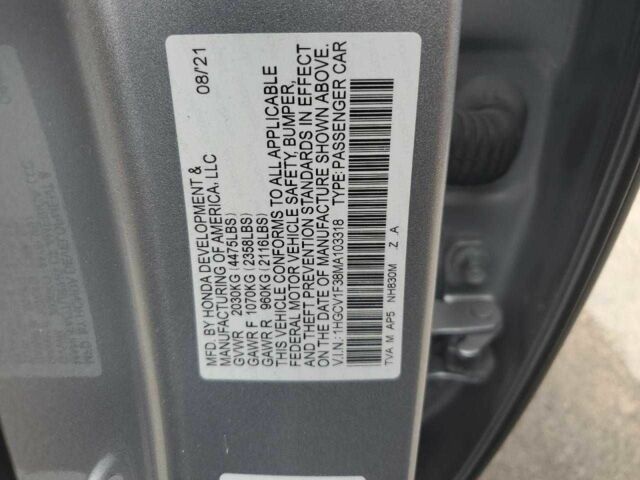 MFD. BY HONDA DEVELOPMENT & 08/21
MANUFACTURING OF AMERICA, LLC
GVWR 2030KG (4475LBS)
GAWR F 1070KG (2358LBS)
GAWR R 960KG (2116LBS)
THIS VEHICLE CONFORMS TO ALL APPLICABLE
FEDERAL MOTOR VEHICLE SAFETY, BUMPER,
AND THEFT PREVENTION STANDARDS IN EFFECT
ON THE DATE OF MANUFACTURE SHOWN ABOVE.
V.I.N.: 1HGCV1F38MA103318 TYPE: PASSENGER CAR
TVA M AP5 NH830M Z .A